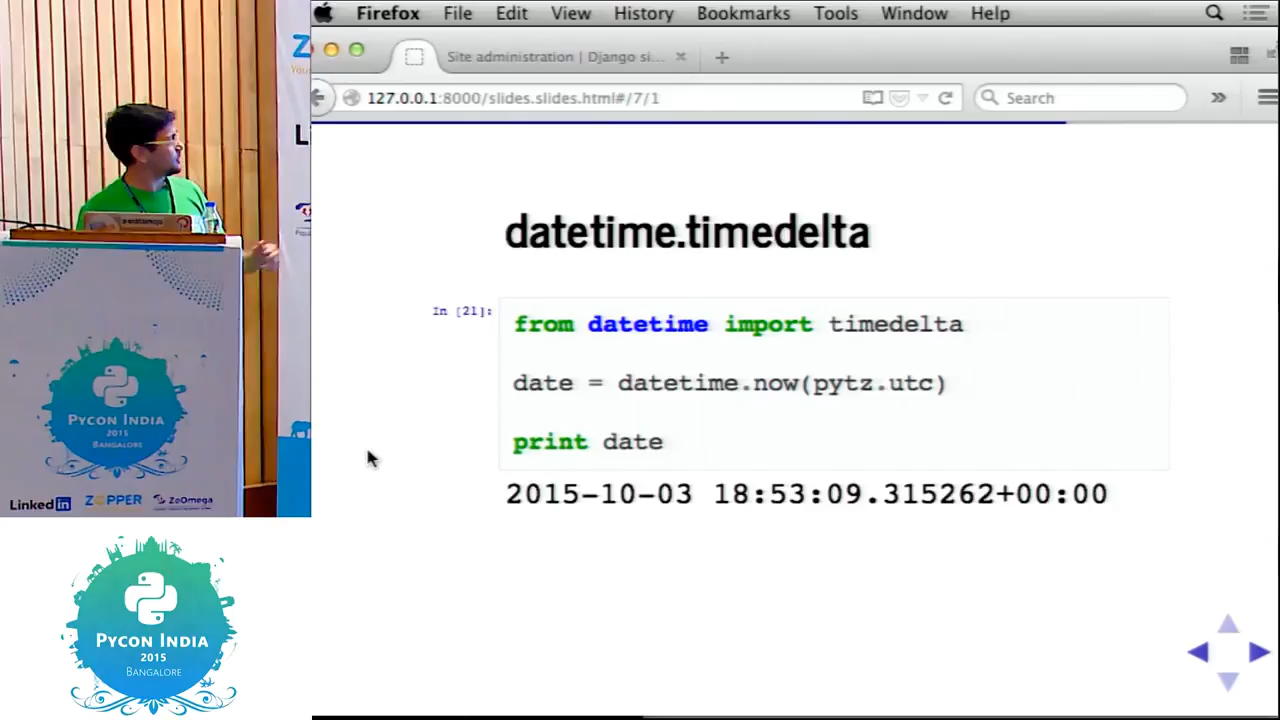 Firefox File Edit View History Bookmarks Tools Window Help
Site administration | Django si...
127.0.0.1:8000/slides.slides.html#/7/1
Search
datetime.timedelta
In [21]:
from datetime import timedelta
date = datetime.now(pytz.utc)
print date
2015-10-03 18:53:09.315262+00:00
PYCON INDIA
2015
BANGALORE
LinkedIn
ZOPPER
ZeOmega
PYCON INDIA
2015
BANGALORE